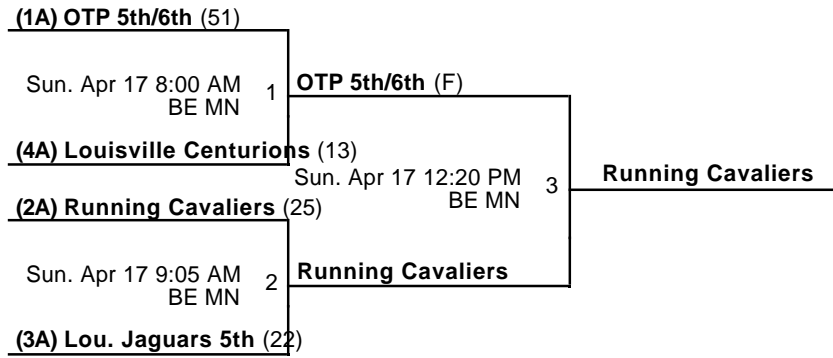 (1A) OTP 5th/6th (51)
Sun. Apr 17 8:00 AM 1
BE MN
OTP 5th/6th (F)
(4A) Louisville Centurions (13)
Sun. Apr 17 12:20 PM 3
BE MN
Running Cavaliers
(2A) Running Cavaliers (25)
Sun. Apr 17 9:05 AM 2
BE MN
Running Cavaliers
(3A) Lou. Jaguars 5th (22)